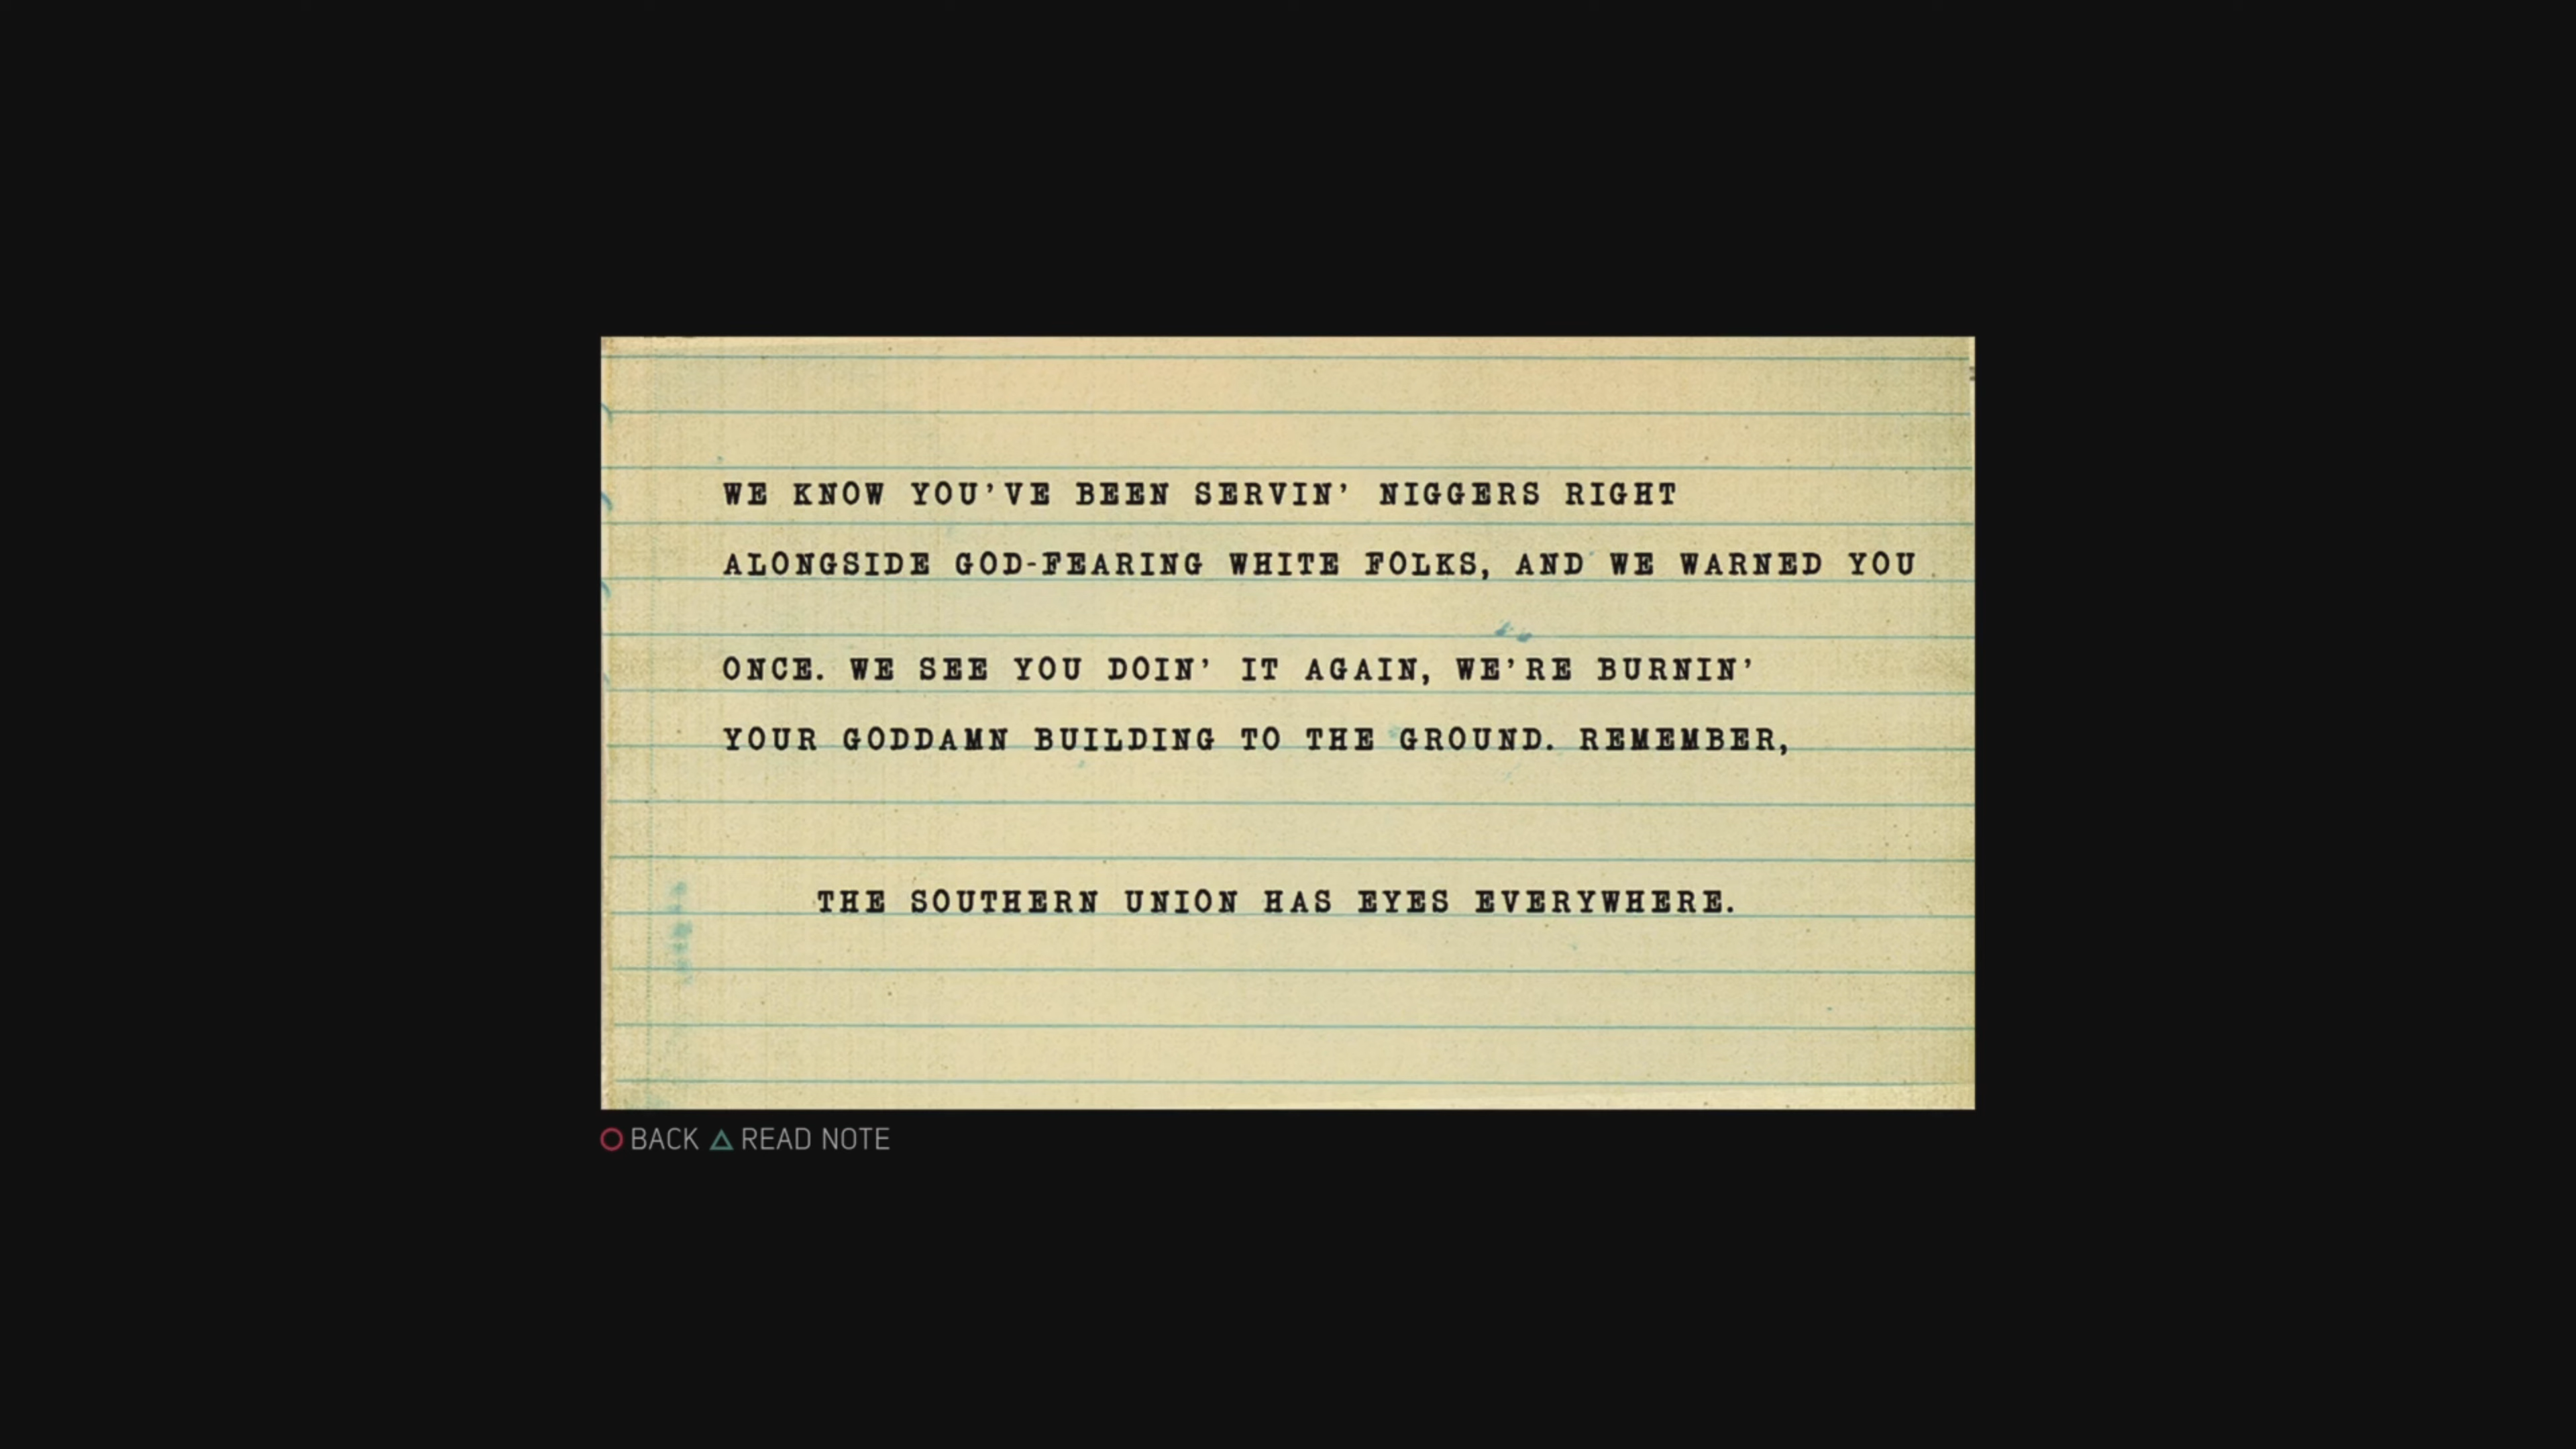 WE KNOW YOU'VE BEEN SERVIN' NIGGERS RIGHT
ALONGSIDE GOD-FEARING WHITE FOLKS, AND WE WARNED YOU
ONCE. WE SEE YOU DOIN' IT AGAIN, WE'RE BURNIN'
YOUR GODDAMN BUILDING TO THE GROUND. REMEMBER,
THE SOUTHERN UNION HAS EYES EVERYWHERE.
BACK READ NOTE